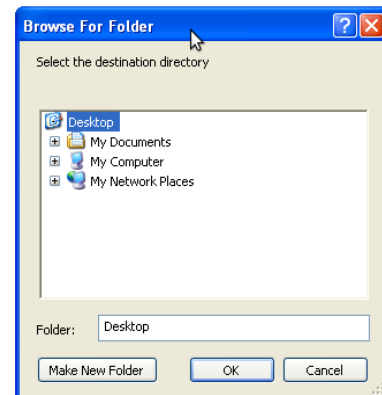 Browse For Folder
Select the destination directory
Desktop
My Documents
My Computer
My Network Places
Folder: Desktop
Make New Folder OK Cancel